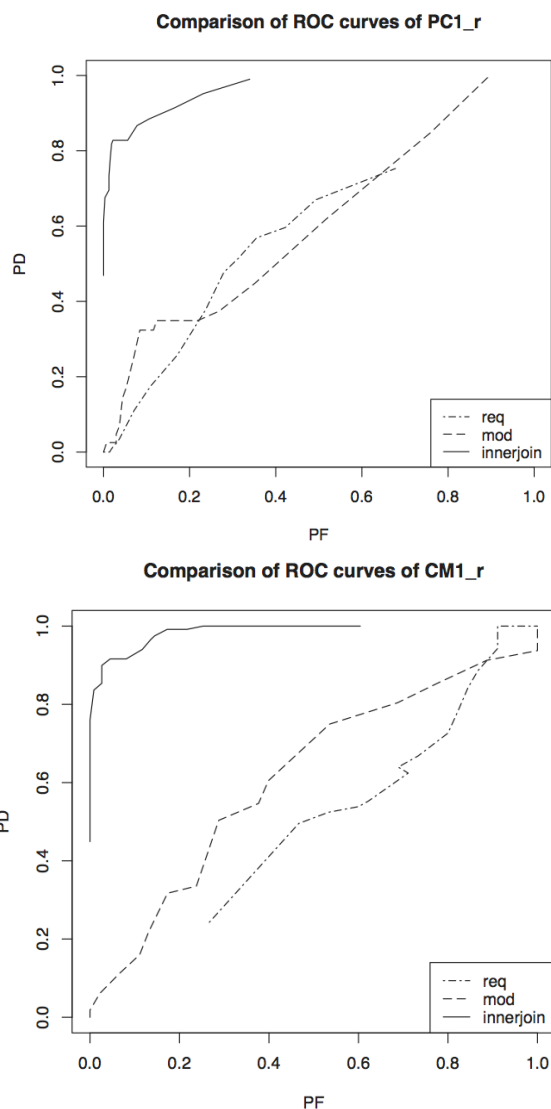 Comparison of ROC curves of PC1_r
1.0
0.8
0.6
PD
0.4
0.2
0.0
req
mod
innerjoin
0.0 0.2 0.4 0.6 0.8 1.0
PF
Comparison of ROC curves of CM1_r
1.0
0.8
0.6
PD
0.4
0.2
0.0
req
mod
innerjoin
0.0 0.2 0.4 0.6 0.8 1.0
PF